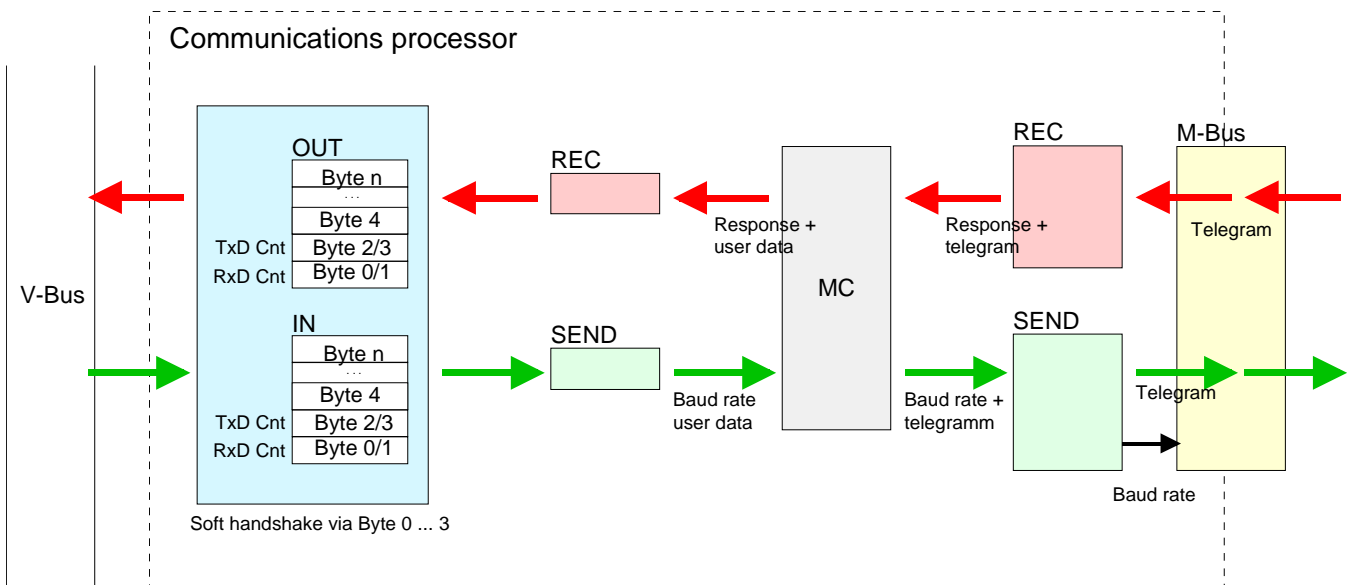 Communications processor
V-Bus
OUT
Byte n
...
Byte 4
TxD Cnt Byte 2/3
RxD Cnt Byte 0/1
IN
Byte n
...
Byte 4
TxD Cnt Byte 2/3
RxD Cnt Byte 0/1
Soft handshake via Byte 0 ... 3
REC
Response +
user data
SEND
Baud rate
user data
MC
REC
Response +
telegram
SEND
Baud rate +
telegramm
M-Bus
Telegram
Telegram
Baud rate